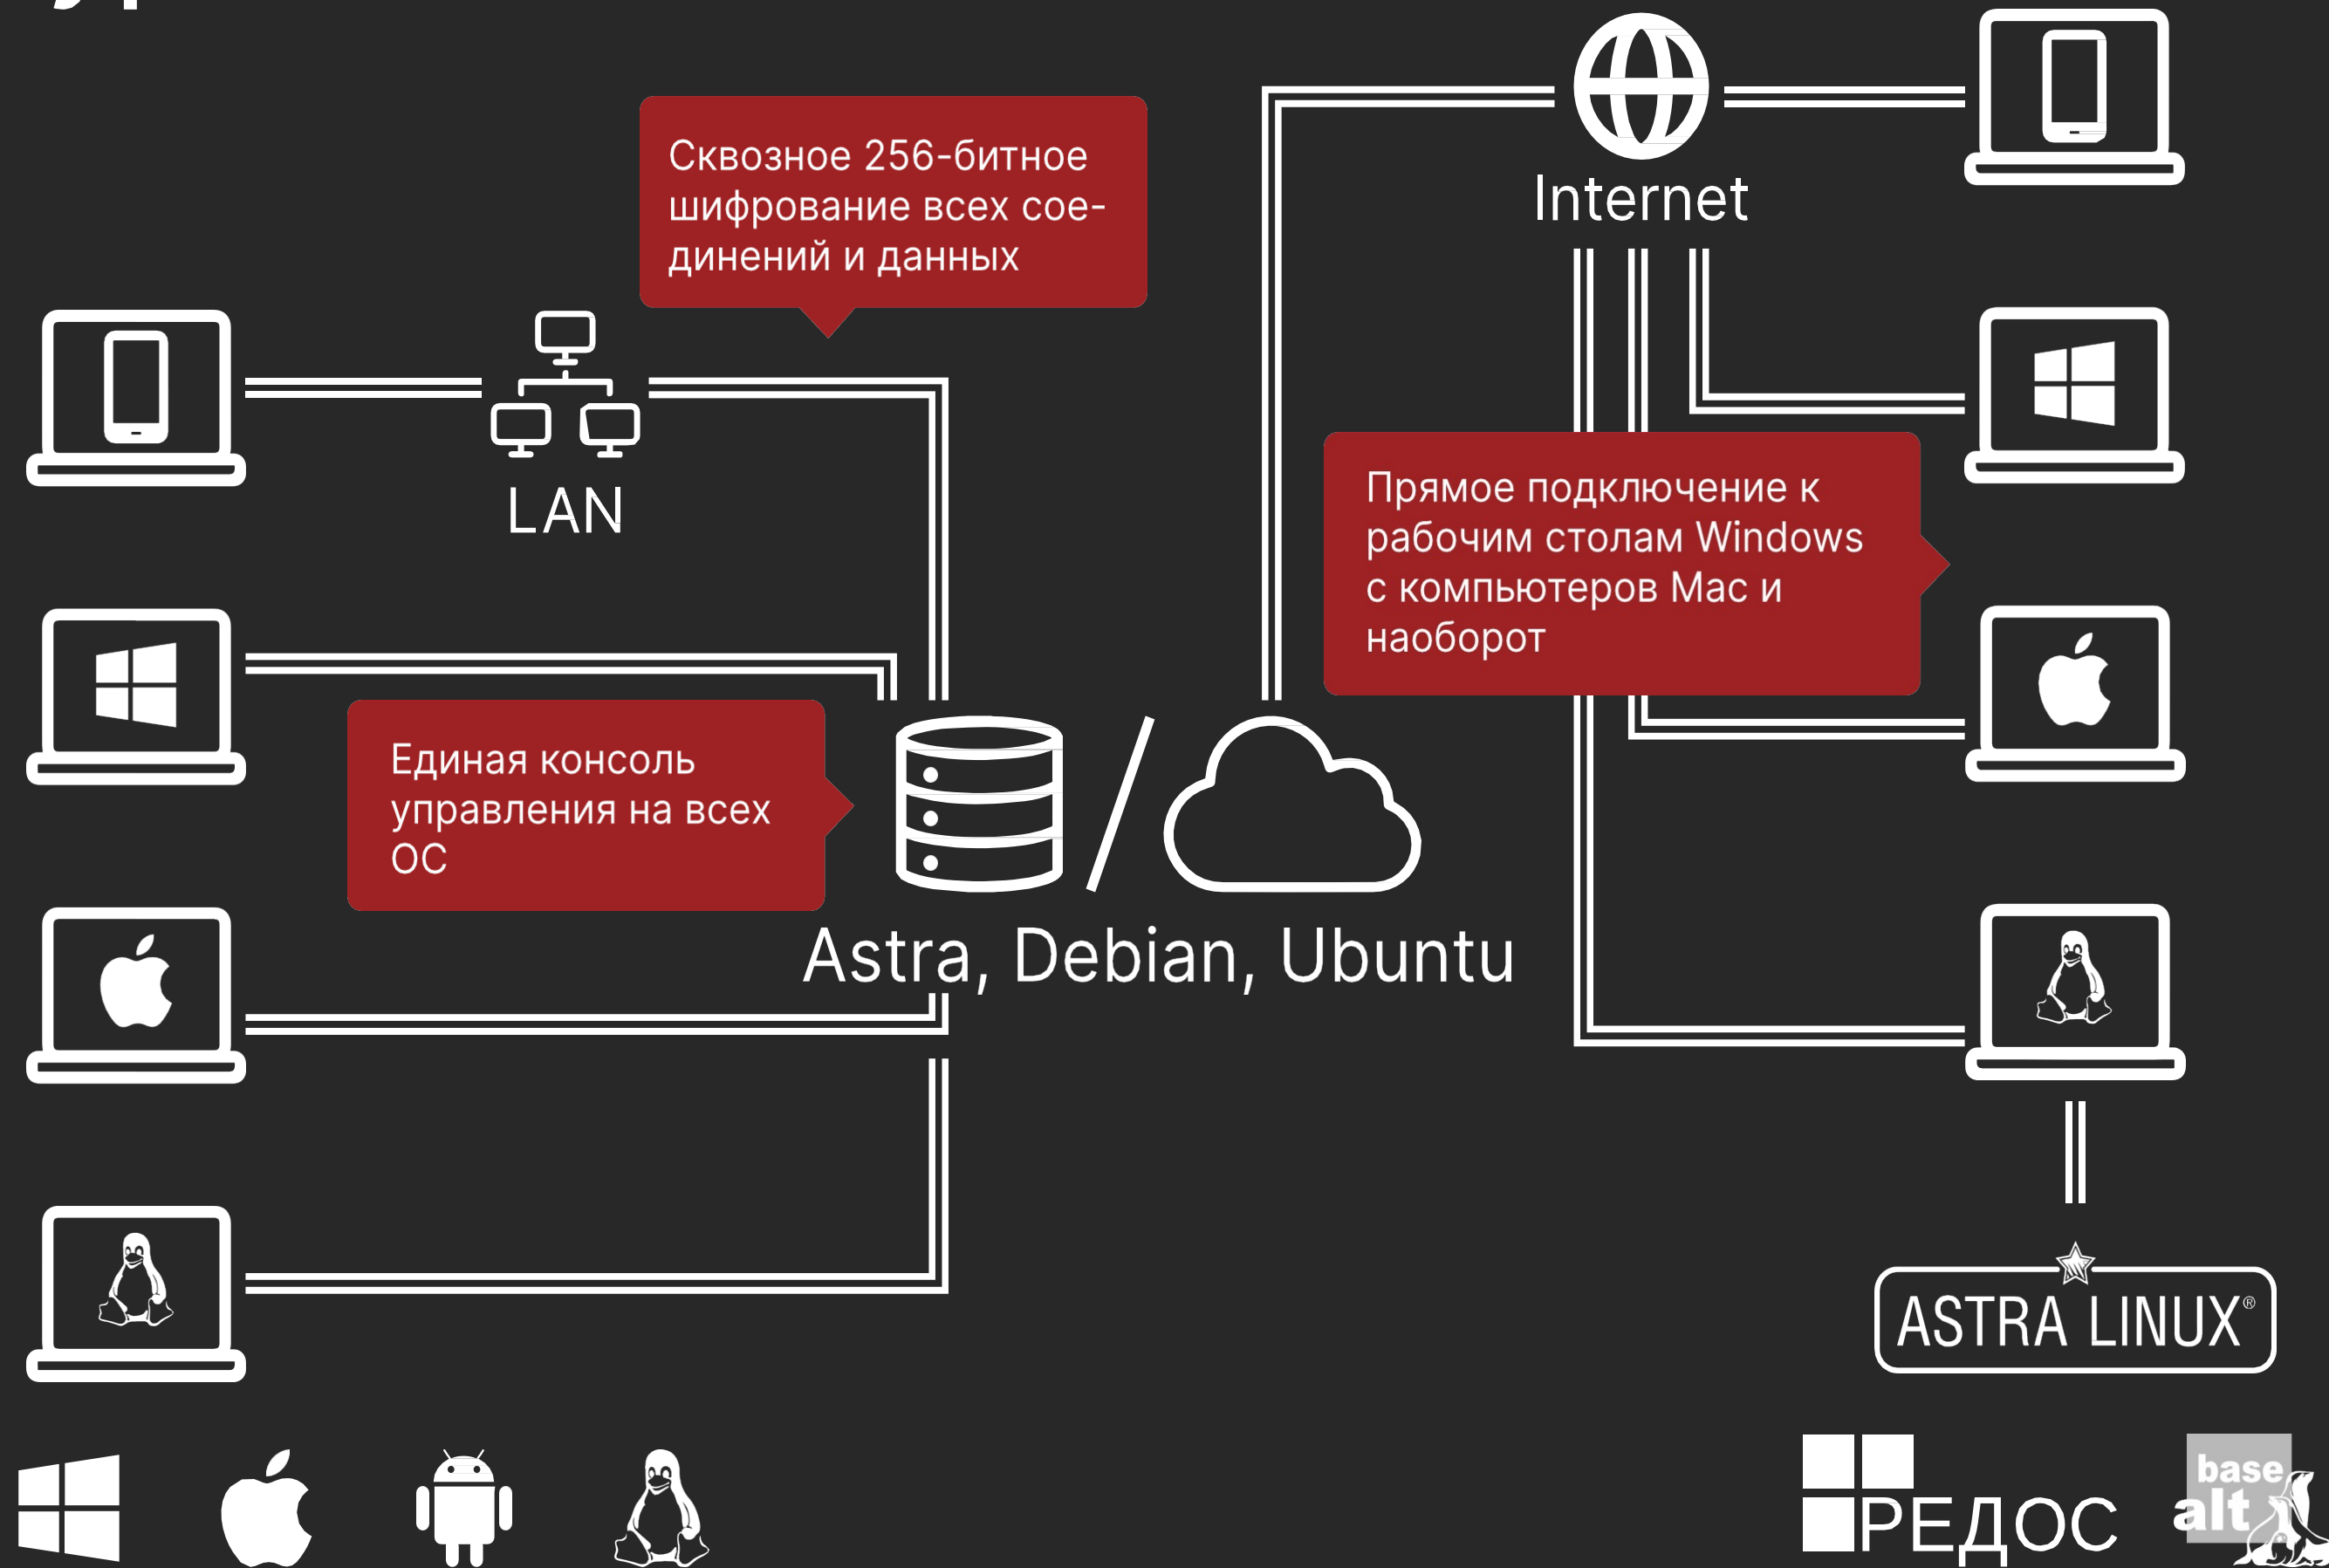 Сквозное 256-битное
шифрование всех сое-
динений и данных
Internet
LAN
Прямое подключение к
рабочим столам Windows
с компьютеров Mac и
наоборот
Единая консоль
управления на всех
ОС
Astra, Debian, Ubuntu
ASTRA LINUX®
РЕДОС
base
alt